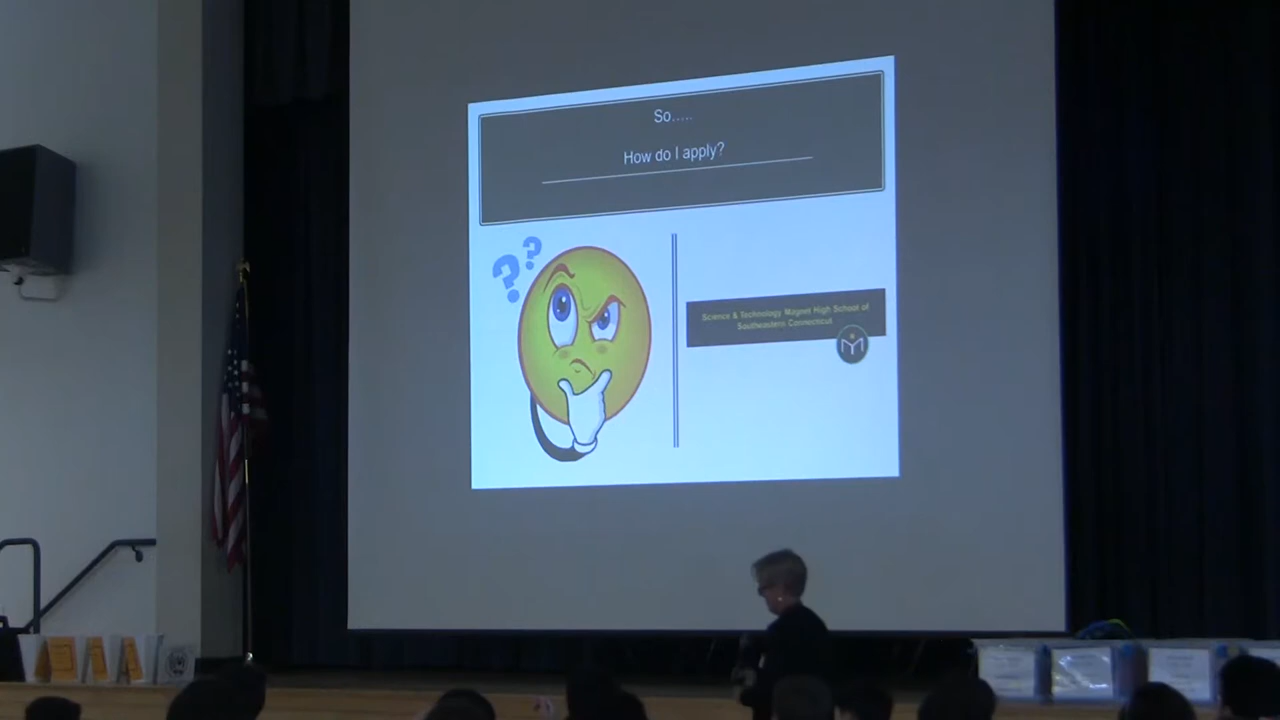 So.....
How do I apply?
? ?
Science & Technology Magnet High School of
Southeastern Connecticut